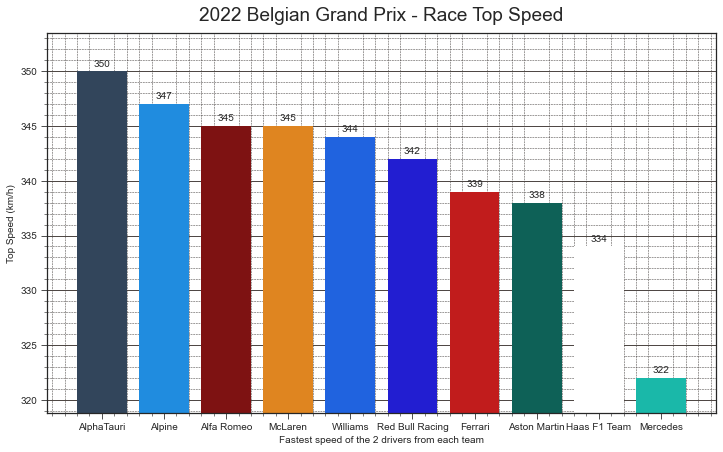 2022 Belgian Grand Prix - Race Top Speed
350
347
345
345
344
342
339
338
334
322
Top Speed (km/h)
350
345
340
335
330
325
320
AlphaTauri
Alpine
Alfa Romeo
McLaren
Williams
Red Bull Racing
Ferrari
Aston Martin
Haas F1 Team
Mercedes
Fastest speed of the 2 drivers from each team